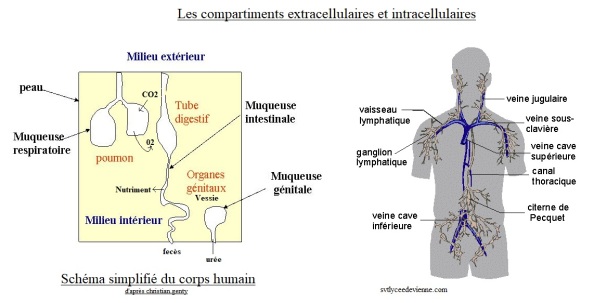 Les compartiments extracellulaires et intracellulaires
Milieu extérieur
peau
CO2
Tube
digestif
Muqueuse
intestinale
Muqueuse
respiratoire
02
poumon
Organes
génitaux
Nutriment
Vessie
Muqueuse
génitale
Milieu intérieur
fecès
urée
Schéma simplifié du corps humain
d'après christian.genty
veine jugulaire
vaisseau
lymphatique
veine sous-
clavière
ganglion
lymphatique
veine cave
supérieure
canal
thoracique
citerne de
Pecquet
veine cave
inférieure
svtlyceedevienne.com